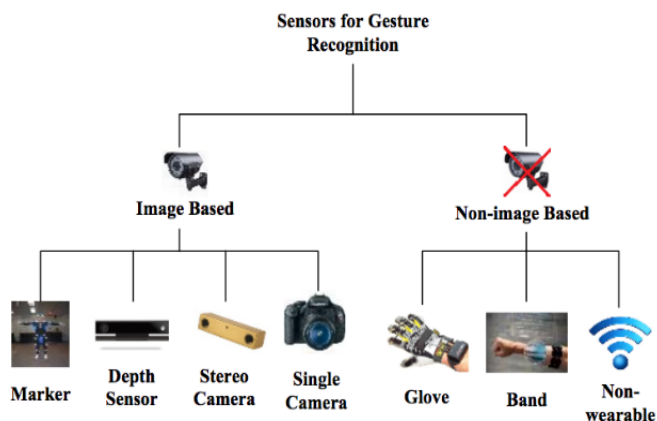 Sensors for Gesture
Recognition
Image Based
Non-image Based
Marker
Depth
Sensor
Stereo
Camera
Single
Camera
Glove
Band
Non-
wearable